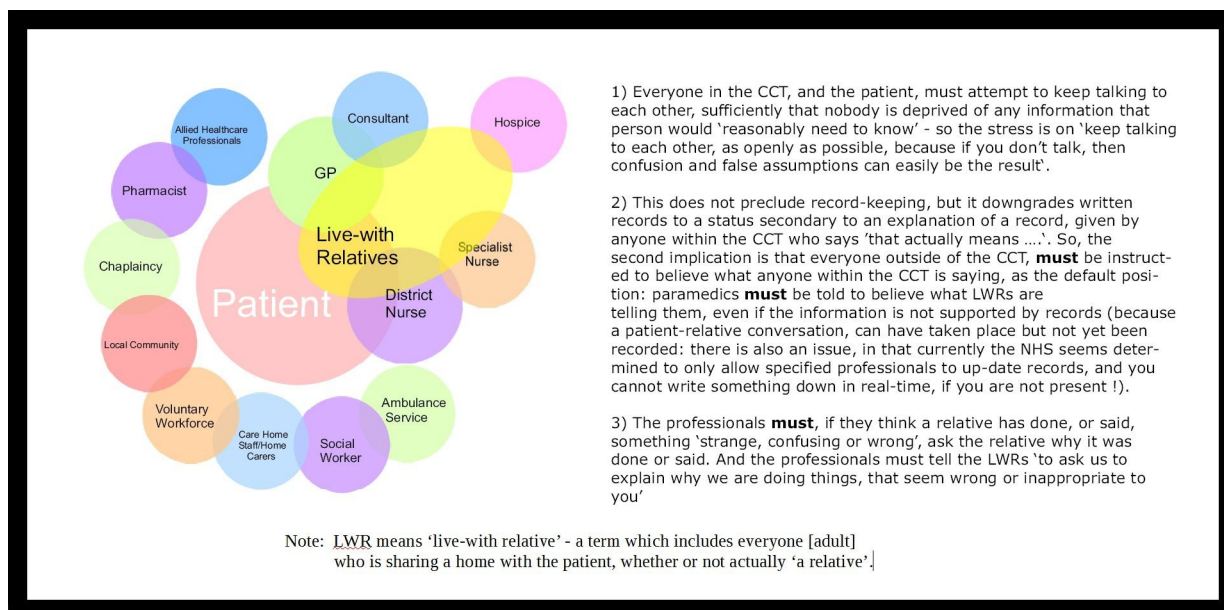 Allied Healthcare
Professionals
Consultant
Hospice
GP
Pharmacist
Live-with
Relatives
Specialist
Nurse
Chaplaincy
Patient
District
Nurse
Local Community
Voluntary
Workforce
Care Home
Staff/Home
Carers
Social
Worker
Ambulance
Service
1) Everyone in the CCT, and the patient, must attempt to keep talking to
each other, sufficiently that nobody is deprived of any information that
person would ‘reasonably need to know’ - so the stress is on ‘keep talking
to each other, as openly as possible, because if you don’t talk, then
confusion and false assumptions can easily be the result‘.
2) This does not preclude record-keeping, but it downgrades written
records to a status secondary to an explanation of a record, given by
anyone within the CCT who says ’that actually means ....‘. So, the
second implication is that everyone outside of the CCT, must be instruct-
ed to believe what anyone within the CCT is saying, as the default posi-
tion: paramedics must be told to believe what LWRs are
telling them, even if the information is not supported by records (because
a patient-relative conversation, can have taken place but not yet been
recorded: there is also an issue, in that currently the NHS seems deter-
mined to only allow specified professionals to up-date records, and you
cannot write something down in real-time, if you are not present !).
3) The professionals must, if they think a relative has done, or said,
something ‘strange, confusing or wrong’, ask the relative why it was
done or said. And the professionals must tell the LWRs ‘to ask us to
explain why we are doing things, that seem wrong or inappropriate to
you’
Note: LWR means ‘live-with relative’ - a term which includes everyone [adult]
who is sharing a home with the patient, whether or not actually ‘a relative’.